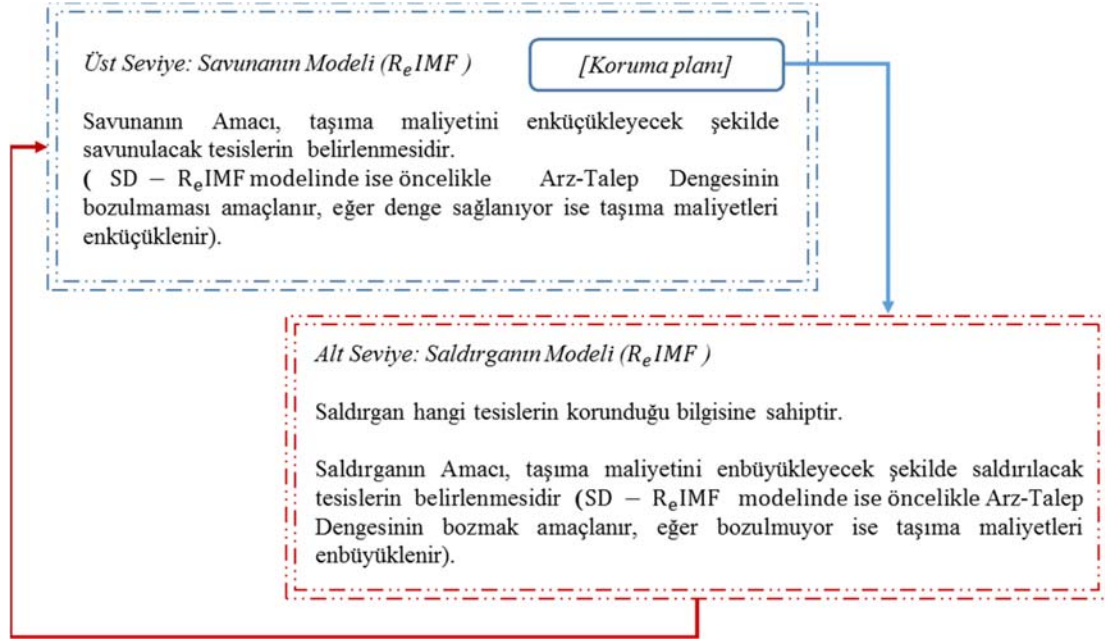 Üst Seviye: Savunanın Modeli (RₑIMF )
[Koruma planı]
Savunanın Amacı, taşıma maliyetini enküçükleyecek şekilde
savunulacak tesislerin belirlenmesidir.
( SD − RₑIMF modelinde ise öncelikle Arz-Talep Dengesinin
bozulmaması amaçlanır, eğer denge sağlanıyor ise taşıma maliyetleri
enküçüklenir).
Alt Seviye: Saldırganın Modeli (RₑIMF )
Saldırgan hangi tesislerin korunduğu bilgisine sahiptir.
Saldırganın Amacı, taşıma maliyetini enbüyükleyecek şekilde saldırılacak
tesislerin belirlenmesidir (SD − RₑIMF modelinde ise öncelikle Arz-Talep
Dengesinin bozmak amaçlanır, eğer bozulmuyor ise taşıma maliyetleri
enbüyüklenir).